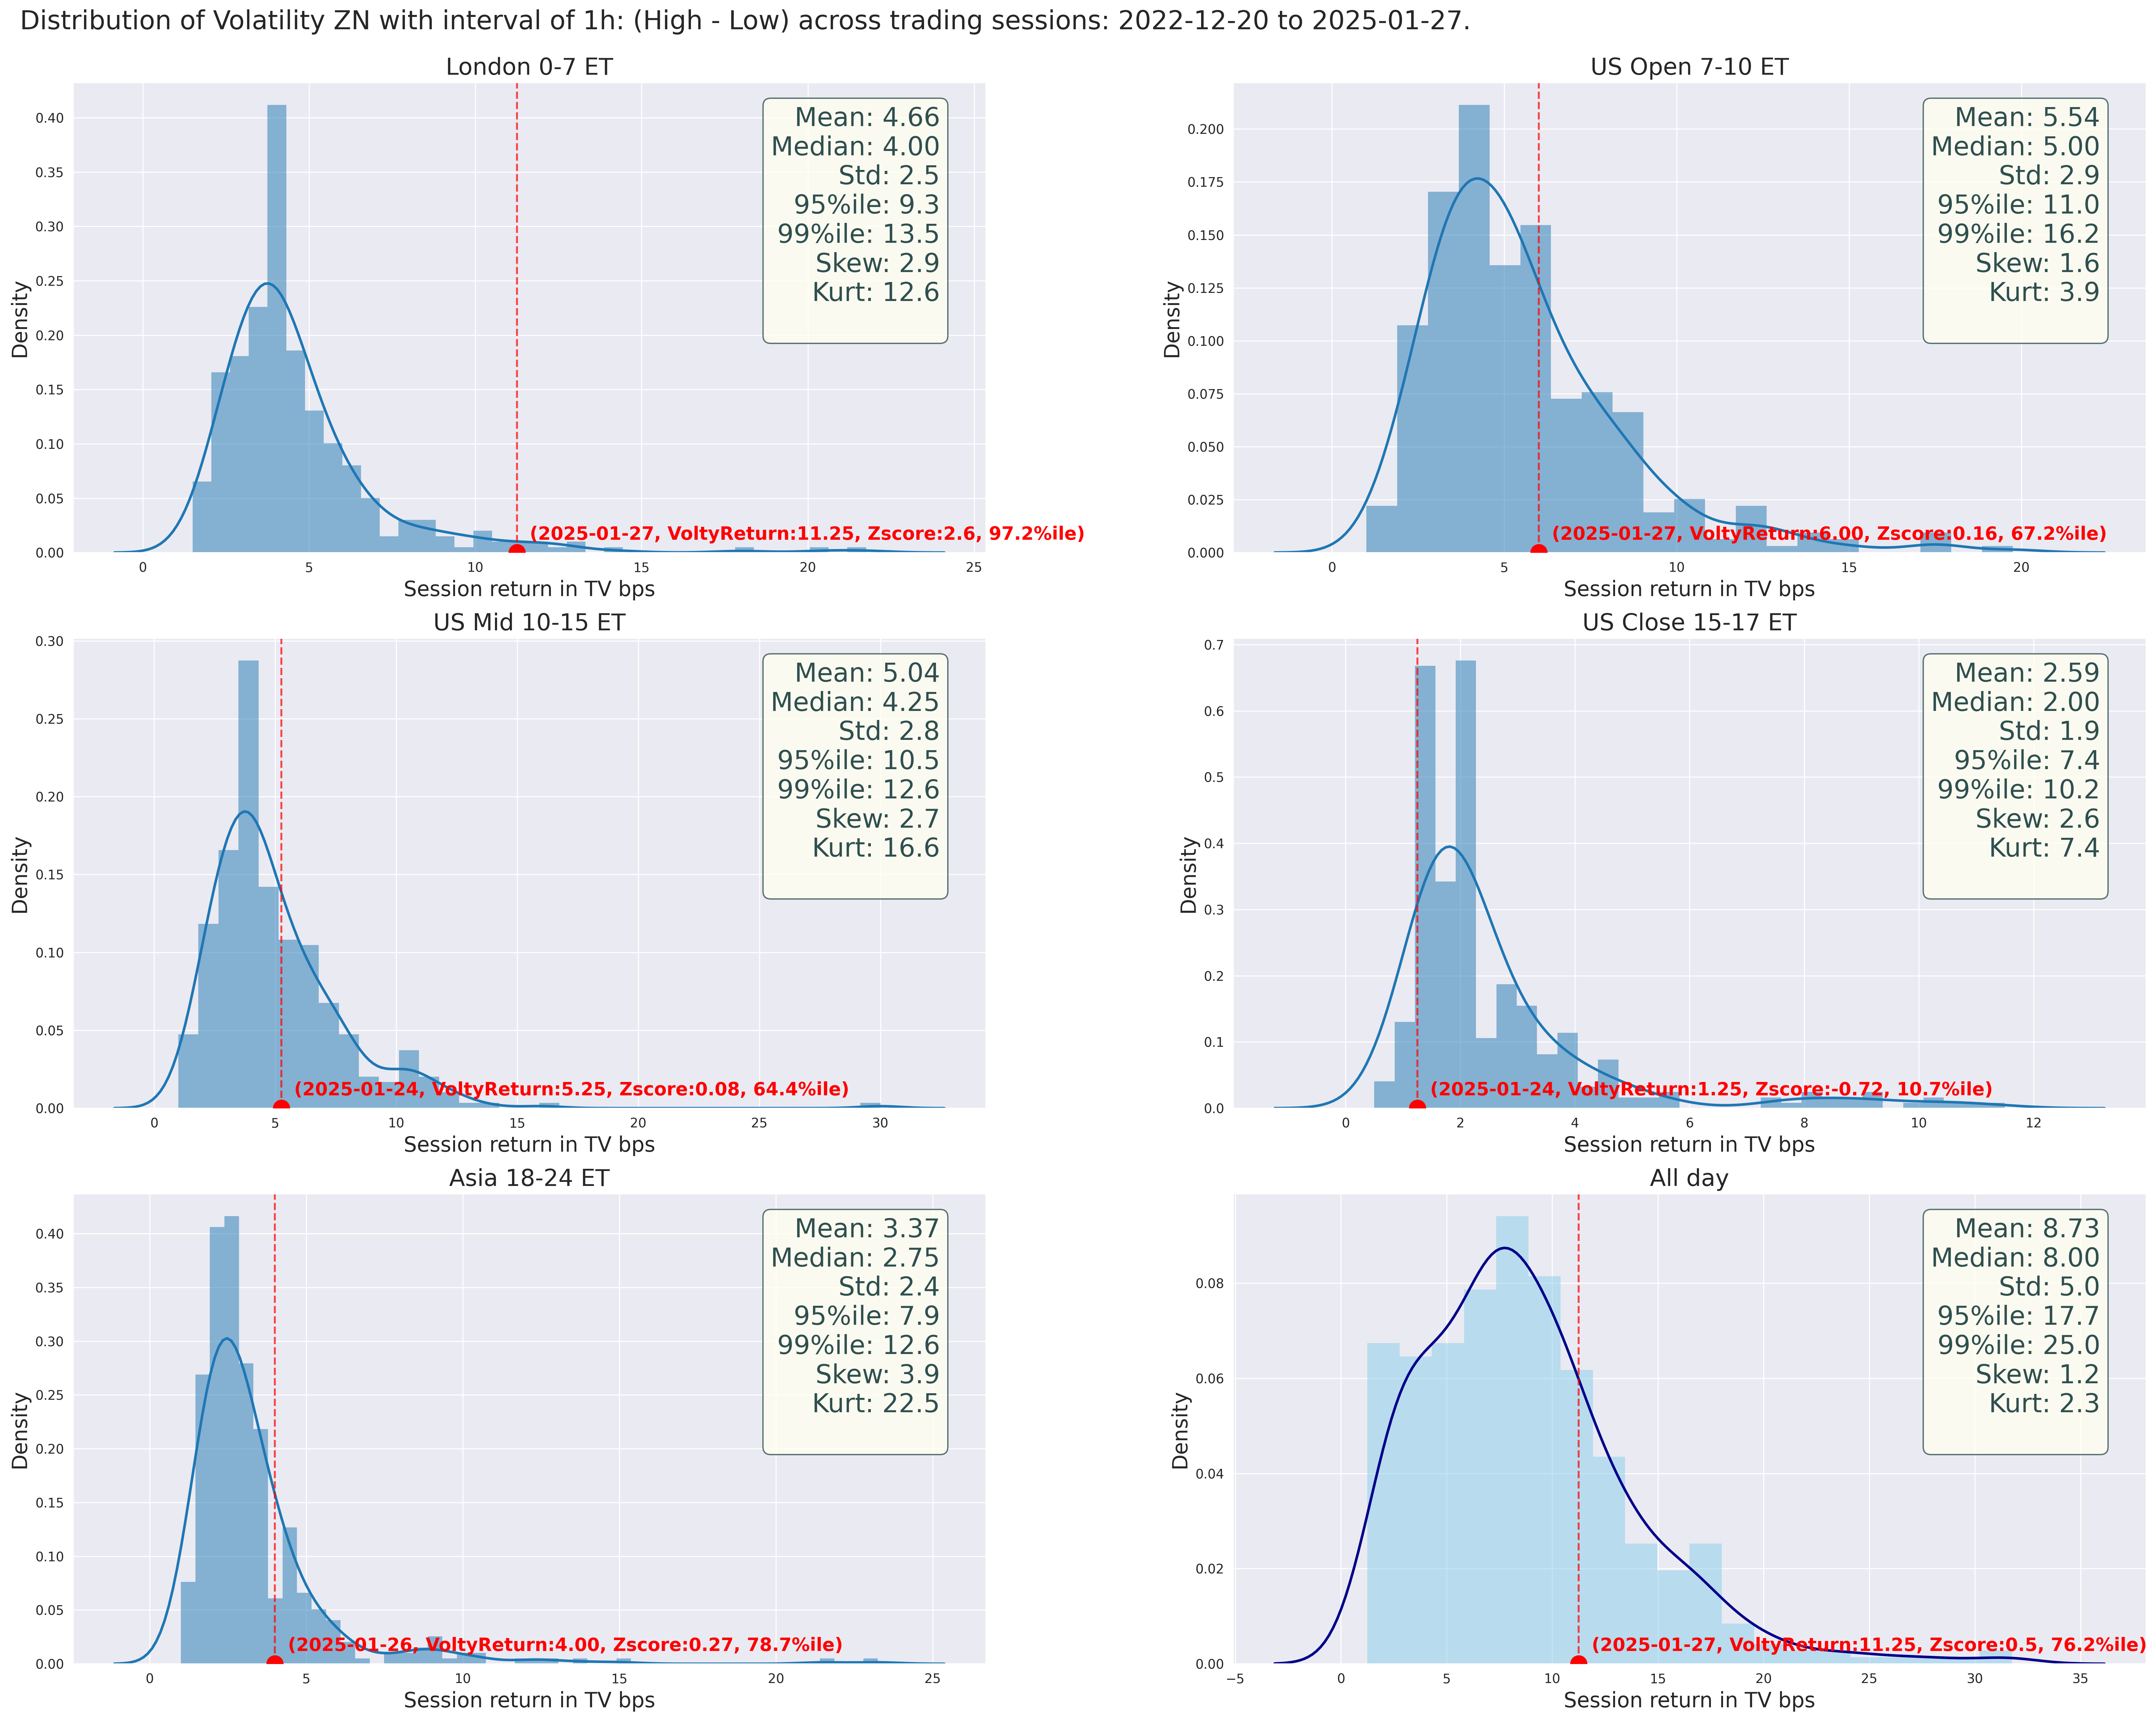 Distribution of Volatility ZN with interval of 1h: (High - Low) across trading sessions: 2022-12-20 to 2025-01-27.
London 0-7 ET
Density
0.40
0.35
0.30
0.25
0.20
0.15
0.10
0.05
0.00
Mean: 4.66
Median: 4.00
Std: 2.5
95%ile: 9.3
99%ile: 13.5
Skew: 2.9
Kurt: 12.6
(2025-01-27, VoltyReturn:11.25, Zscore:2.6, 97.2%ile)
0 5 10 15 20 25
Session return in TV bps
US Open 7-10 ET
Density
0.200
0.175
0.150
0.125
0.100
0.075
0.050
0.025
0.000
Mean: 5.54
Median: 5.00
Std: 2.9
95%ile: 11.0
99%ile: 16.2
Skew: 1.6
Kurt: 3.9
(2025-01-27, VoltyReturn:6.00, Zscore:0.16, 67.2%ile)
0 5 10 15 20
Session return in TV bps
US Mid 10-15 ET
Density
0.30
0.25
0.20
0.15
0.10
0.05
0.00
Mean: 5.04
Median: 4.25
Std: 2.8
95%ile: 10.5
99%ile: 12.6
Skew: 2.7
Kurt: 16.6
(2025-01-24, VoltyReturn:5.25, Zscore:0.08, 64.4%ile)
0 5 10 15 20 25 30
Session return in TV bps
US Close 15-17 ET
Density
0.7
0.6
0.5
0.4
0.3
0.2
0.1
0.0
Mean: 2.59
Median: 2.00
Std: 1.9
95%ile: 7.4
99%ile: 10.2
Skew: 2.6
Kurt: 7.4
(2025-01-24, VoltyReturn:1.25, Zscore:-0.72, 10.7%ile)
0 2 4 6 8 10 12
Session return in TV bps
Asia 18-24 ET
Density
0.40
0.35
0.30
0.25
0.20
0.15
0.10
0.05
0.00
Mean: 3.37
Median: 2.75
Std: 2.4
95%ile: 7.9
99%ile: 12.6
Skew: 3.9
Kurt: 22.5
(2025-01-26, VoltyReturn:4.00, Zscore:0.27, 78.7%ile)
0 5 10 15 20 25
Session return in TV bps
All day
Density
0.08
0.06
0.04
0.02
0.00
Mean: 8.73
Median: 8.00
Std: 5.0
95%ile: 17.7
99%ile: 25.0
Skew: 1.2
Kurt: 2.3
(2025-01-27, VoltyReturn:11.25, Zscore:0.5, 76.2%ile)
−5 0 5 10 15 20 25 30 35
Session return in TV bps